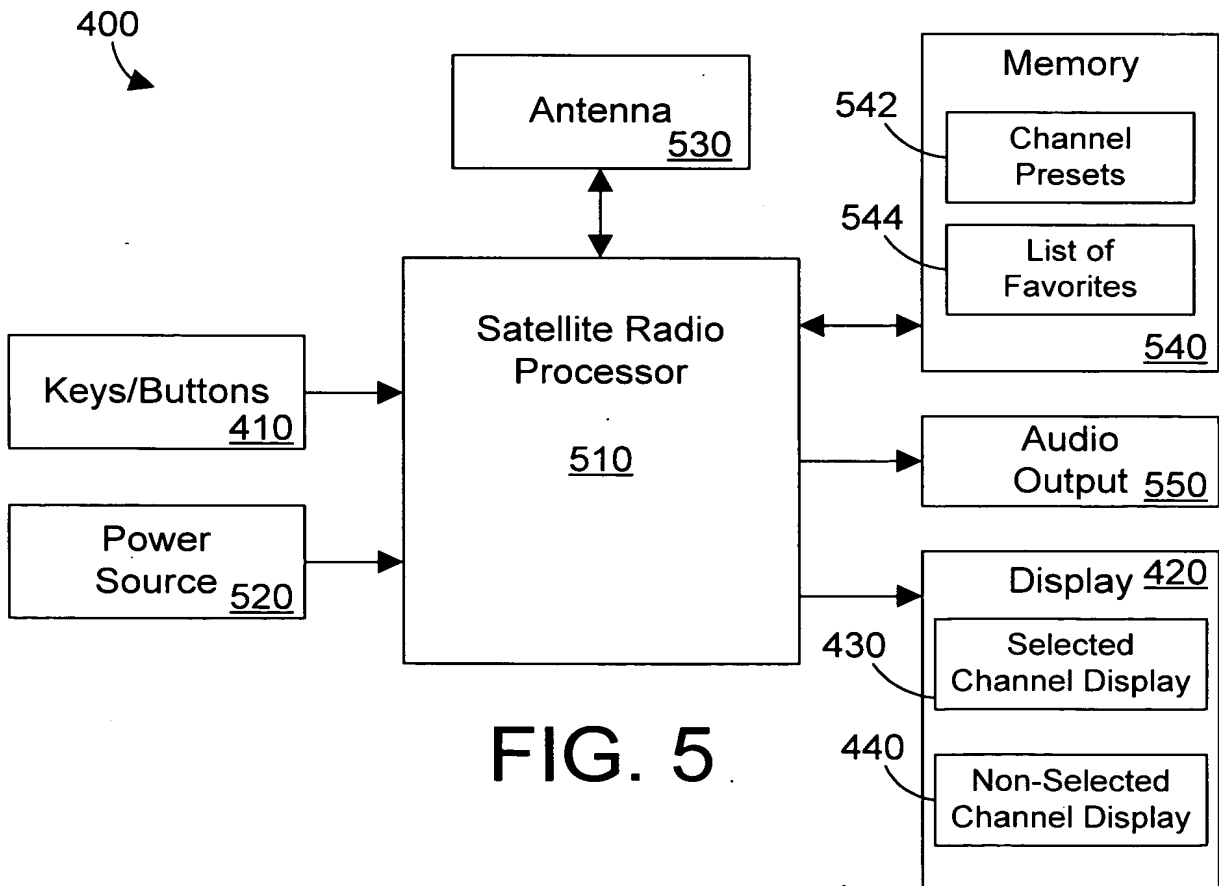 400
Antenna
530
Memory
542
Channel
Presets
544
List of
Favorites
540
Keys/Buttons
410
Satellite Radio
Processor
510
Audio
Output
550
Power
Source
520
Display
420
430
Selected
Channel Display
440
Non-Selected
Channel Display
FIG. 5